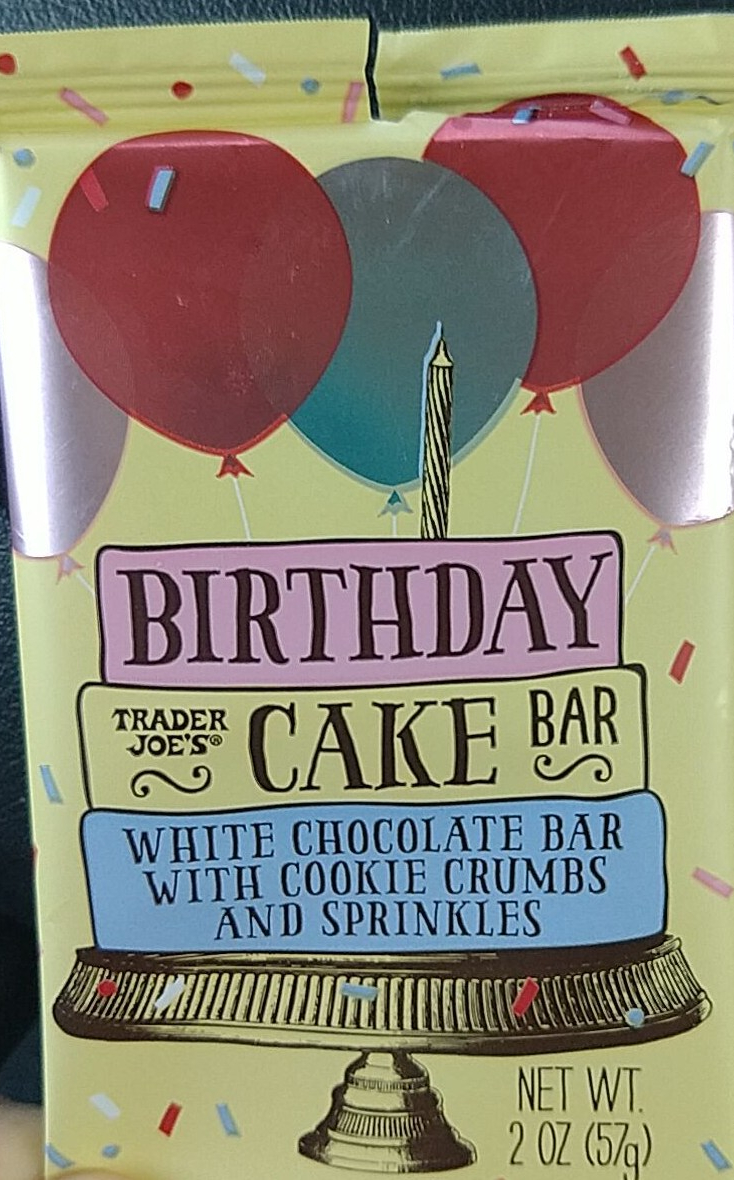 BIRTHDAY
TRADER
JOE'S®
CAKE
BAR
WHITE CHOCOLATE BAR
WITH COOKIE CRUMBS
AND SPRINKLES
NET WT.
2 OZ (57g)